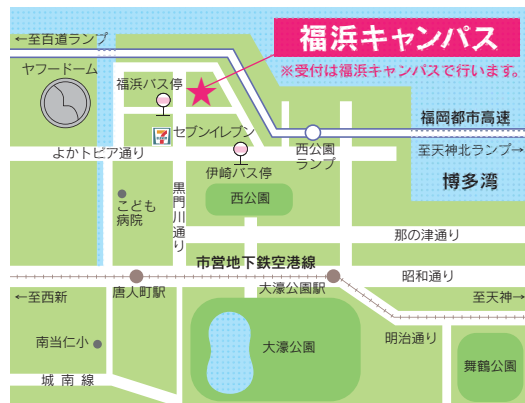 福浜キャンパス
※受付は福浜キャンパスで行います。
←至百道ランプ
ヤフードーム
福浜バス停
セブンイレブン
よかトピア通り
伊崎バス停
西公園
ランプ
福岡都市高速
至天神北ランプ→
博多湾
こども
病院
黒門川通り
西公園
那の津通り
市営地下鉄空港線
昭和通り
←至西新
唐人町駅
大濠公園駅
至天神→
南当仁小
大濠公園
明治通り
舞鶴公園
城南線